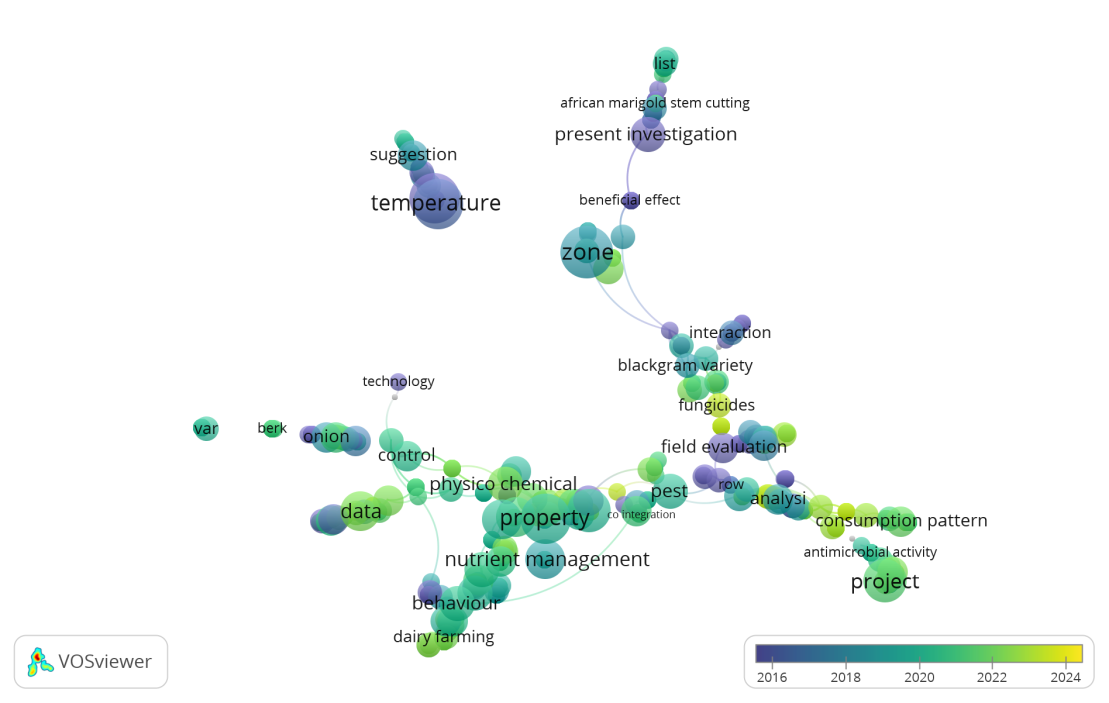 list
african marigold stem cutting
present investigation
suggestion
beneficial effect
temperature
zone
interaction
blackgram variety
technology
fungicides
var
berk
onion
field evaluation
control
physico chemical
row
pest
analysi
data
property
co integration
consumption pattern
antimicrobial activity
nutrient management
project
behaviour
dairy farming
VOSviewer
2016 2018 2020 2022 2024